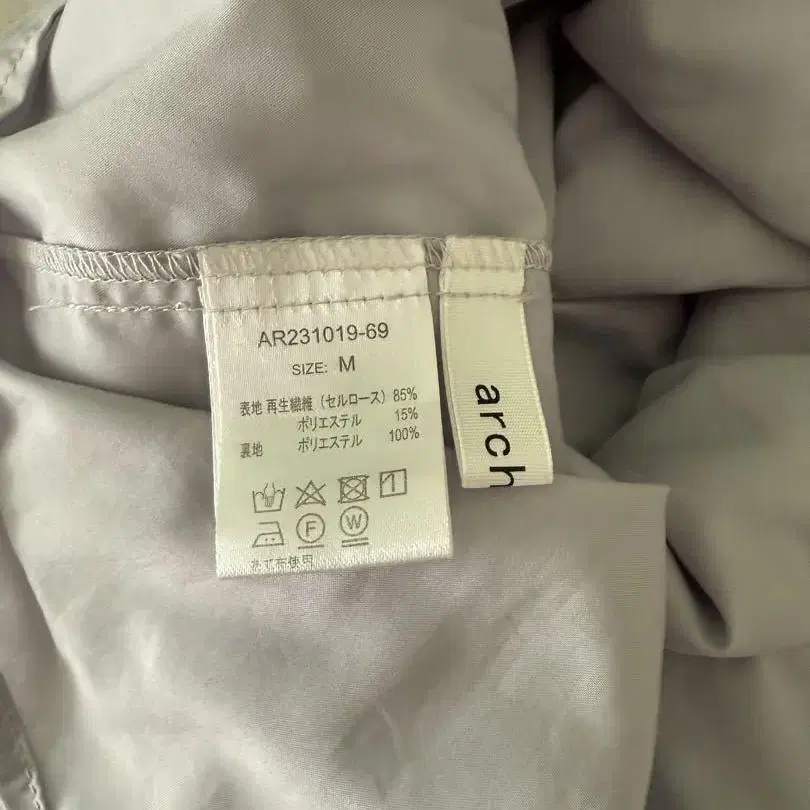 AR231019-69
SIZE: M
表地 再生繊維（セルロース） 85%
ポリエステル 15%
裏地 ポリエステル 100%
F W
arch